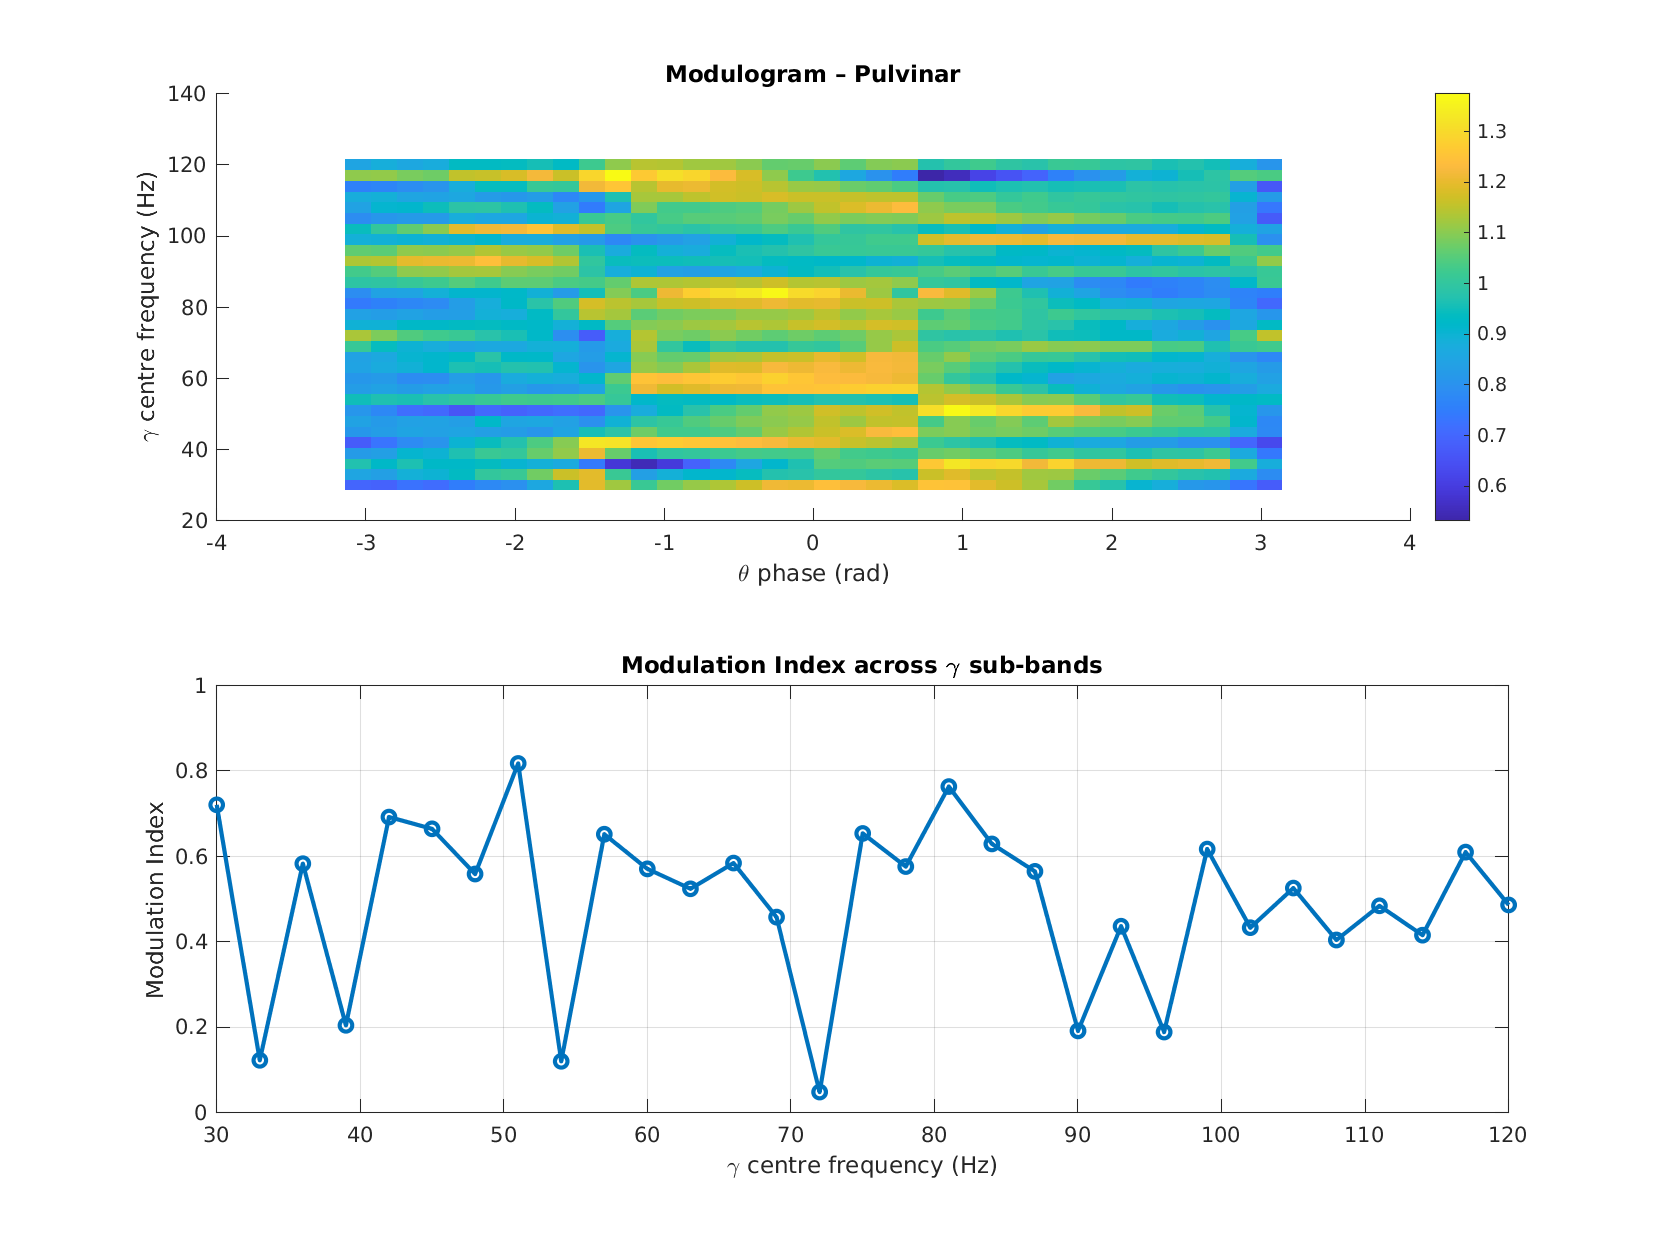 Modulogram – Pulvinar
140
120
100
80
60
40
20
γ centre frequency (Hz)
-4 -3 -2 -1 0 1 2 3 4
θ phase (rad)
1.3
1.2
1.1
1
0.9
0.8
0.7
0.6
Modulation Index across γ sub-bands
1
0.8
0.6
0.4
0.2
0
Modulation Index
30 40 50 60 70 80 90 100 110 120
γ centre frequency (Hz)